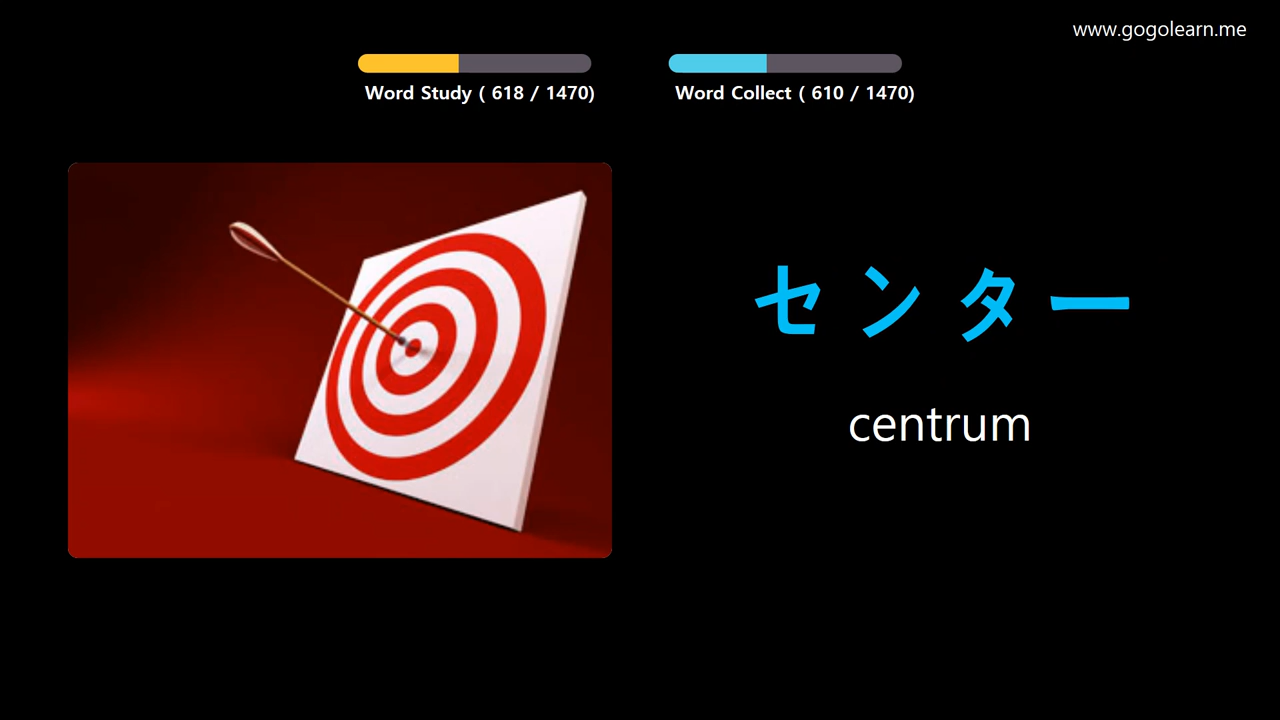 www.gogolearn.me
Word Study ( 618 / 1470)
Word Collect ( 610 / 1470)
センター
centrum